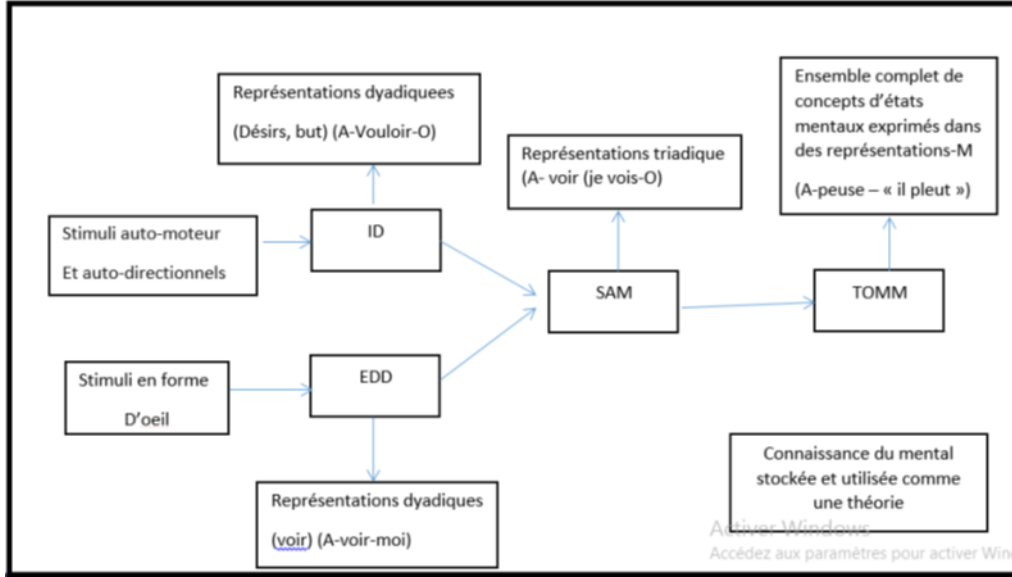 Représentations dyadiquees
(Désirs, but) (A-Vouloir-O)
Ensemble complet de
concepts d'états
mentaux exprimés dans
des représentations-M
(A-peuse – « il pleut »)
Représentations triadique
(A- voir (je vois-O)
Stimuli auto-moteur
Et auto-directionnels
ID
SAM
TOMM
Stimuli en forme
D'oeil
EDD
Représentations dyadiques
(voir) (A-voir-moi)
Connaissance du mental
stockée et utilisée comme
une théorie
Activer Windows
Accédez aux paramètres pour activer Win